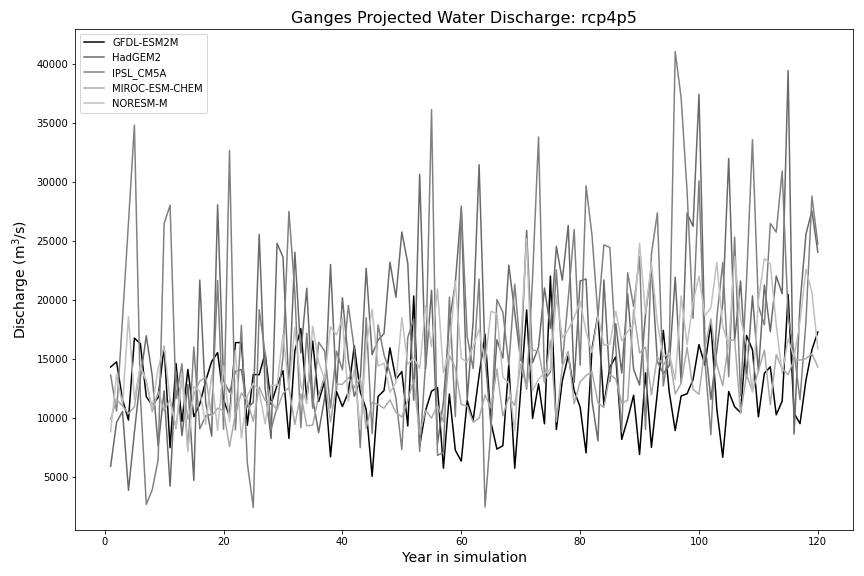 Ganges Projected Water Discharge: rcp4p5
GFDL-ESM2M
HadGEM2
IPSL_CM5A
MIROC-ESM-CHEM
NORESM-M
40000
35000
30000
25000
20000
15000
10000
5000
Discharge (m³/s)
0 20 40 60 80 100 120
Year in simulation